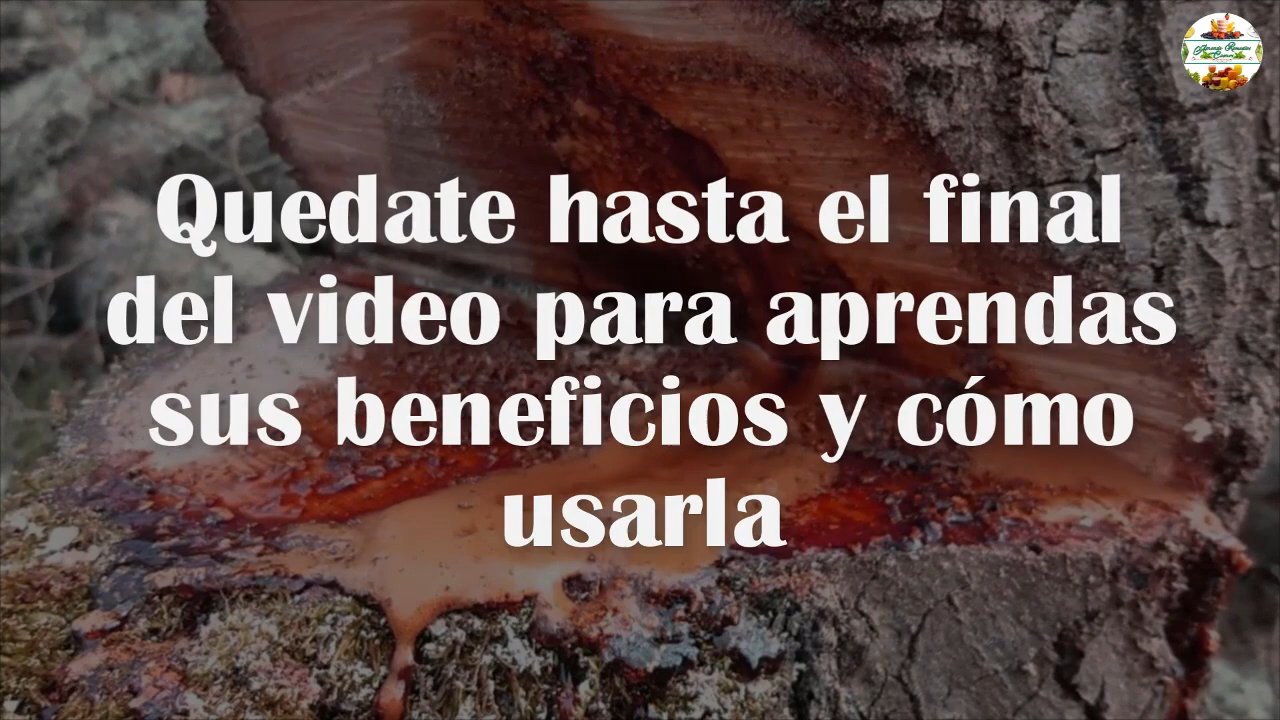 Quedate hasta el final
del video para aprendas
sus beneficios y cómo
usarla